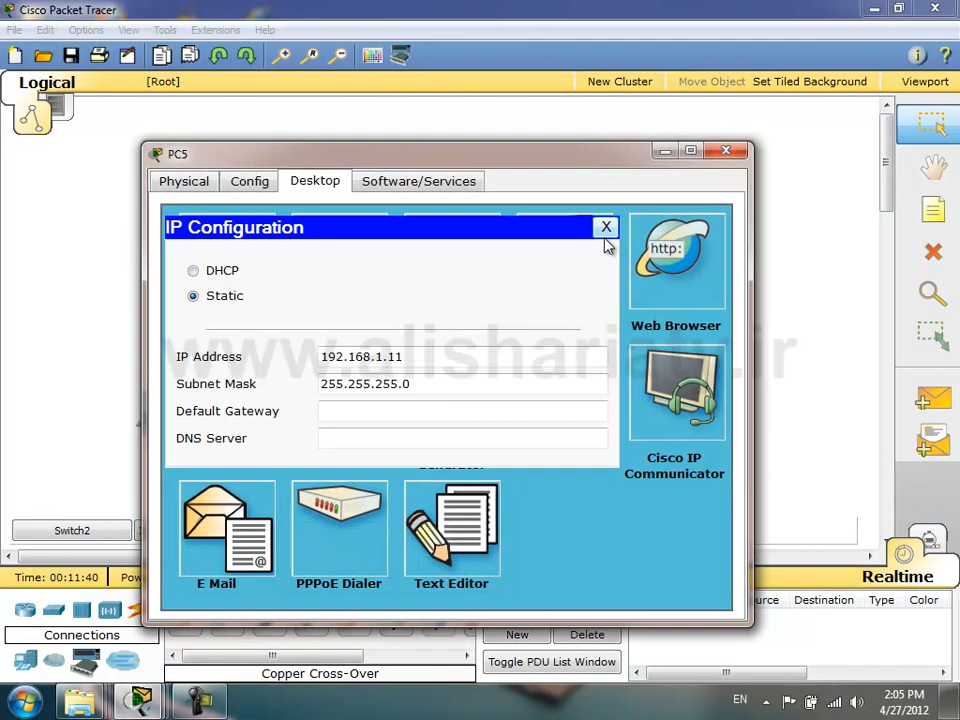 Cisco Packet Tracer
File Edit Options View Tools Extensions Help
Logical
[Root]
New Cluster
Move Object
Set Tiled Background
Viewport
PC5
Physical
Config
Desktop
Software/Services
IP Configuration
X
DHCP
Static
http:
Web Browser
www.alishariaty.ir
IP Address
192.168.1.11
Subnet Mask
255.255.255.0
Default Gateway
DNS Server
Cisco IP
Communicator
@
E Mail
PPPoE Dialer
Text Editor
Switch2
Time: 00:11:40
Realtime
Destination
Type
Color
Connections
New
Delete
Toggle PDU List Window
Copper Cross-Over
EN
2:05 PM
4/27/2012